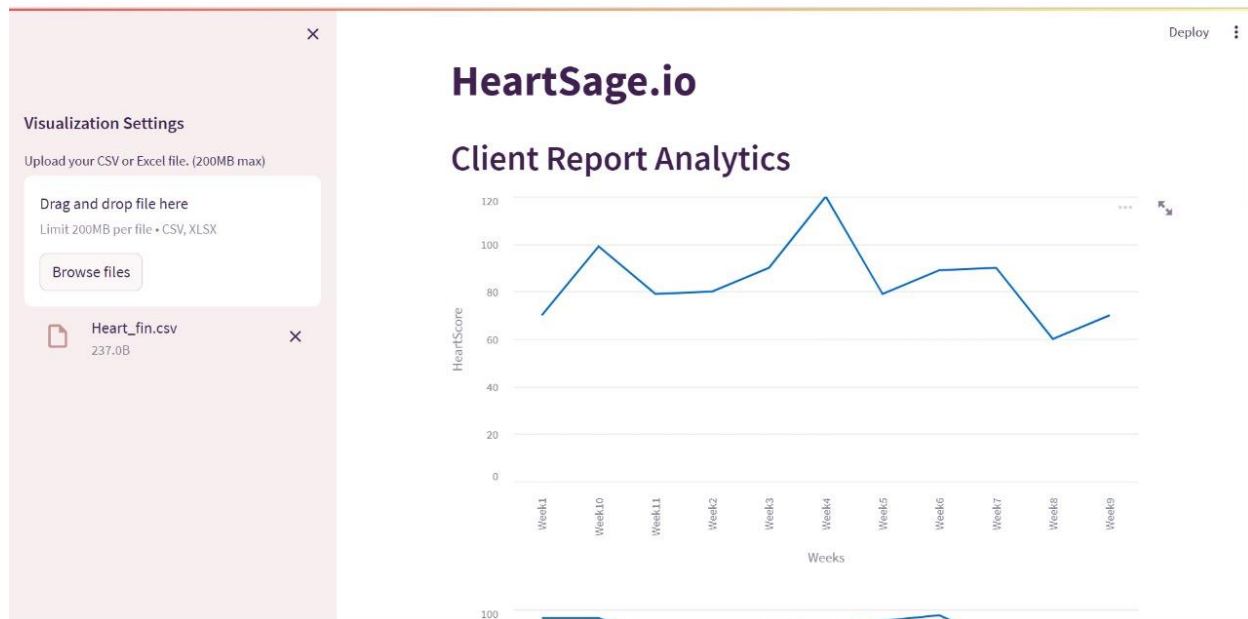 Deploy
Visualization Settings
Upload your CSV or Excel file. (200MB max)
Drag and drop file here
Limit 200MB per file • CSV, XLSX
Browse files
Heart_fin.csv
237.0B
HeartSage.io
Client Report Analytics
120
100
80
60
40
20
0
HeartScore
Week1
Week10
Week11
Week2
Week3
Week4
Week5
Week6
Week7
Week8
Week9
Weeks
100